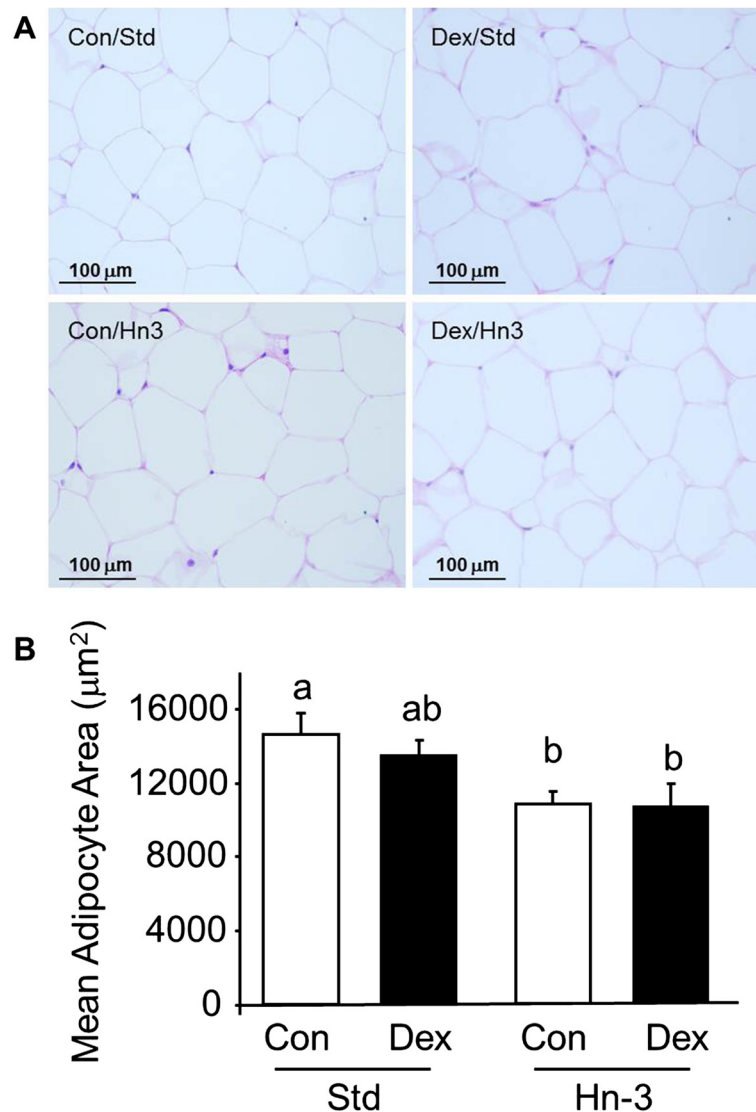 A
Con/Std
Dex/Std
100 μm
100 μm
Con/Hn3
Dex/Hn3
100 μm
100 μm
B
Mean Adipocyte Area (μm²)
16000
12000
8000
4000
0
a
ab
b
b
Con
Dex
Con
Dex
Std
Hn-3